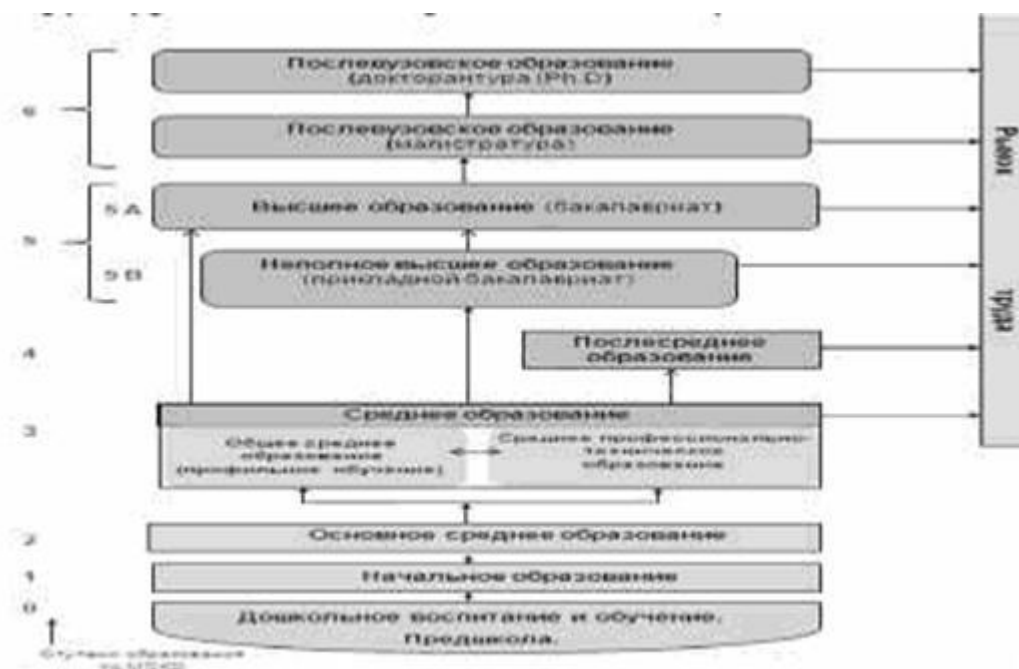 Послевузовское образование
(докторантура (Ph.D)
6
Послевузовское образование
(магистратура)
Рынок
труда
5 А
Высшее образование (бакалавриат)
5
5 В
Неполное высшее образование
(прикладной бакалавриат)
4
Послесреднее
образование
Среднее образование
3
Общее среднее
образование
(профильное обучение)
Среднее профессионально-
техническое
образование
2
Основное среднее образование
1
Начальное образование
0
Дошкольное воспитание и обучение.
Предшкола.
образования